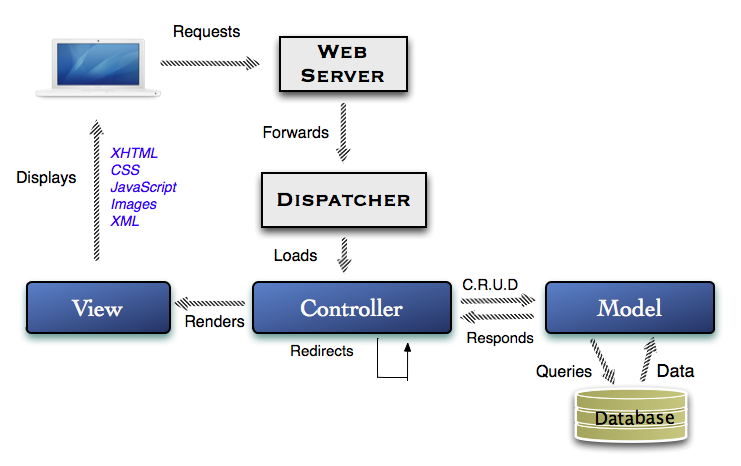 Requests
WEB
SERVER
Forwards
XHTML
CSS
JavaScript
Images
XML
Displays
DISPATCHER
Loads
View
Renders
Controller
C.R.U.D
Responds
Model
Redirects
Queries
Data
Database